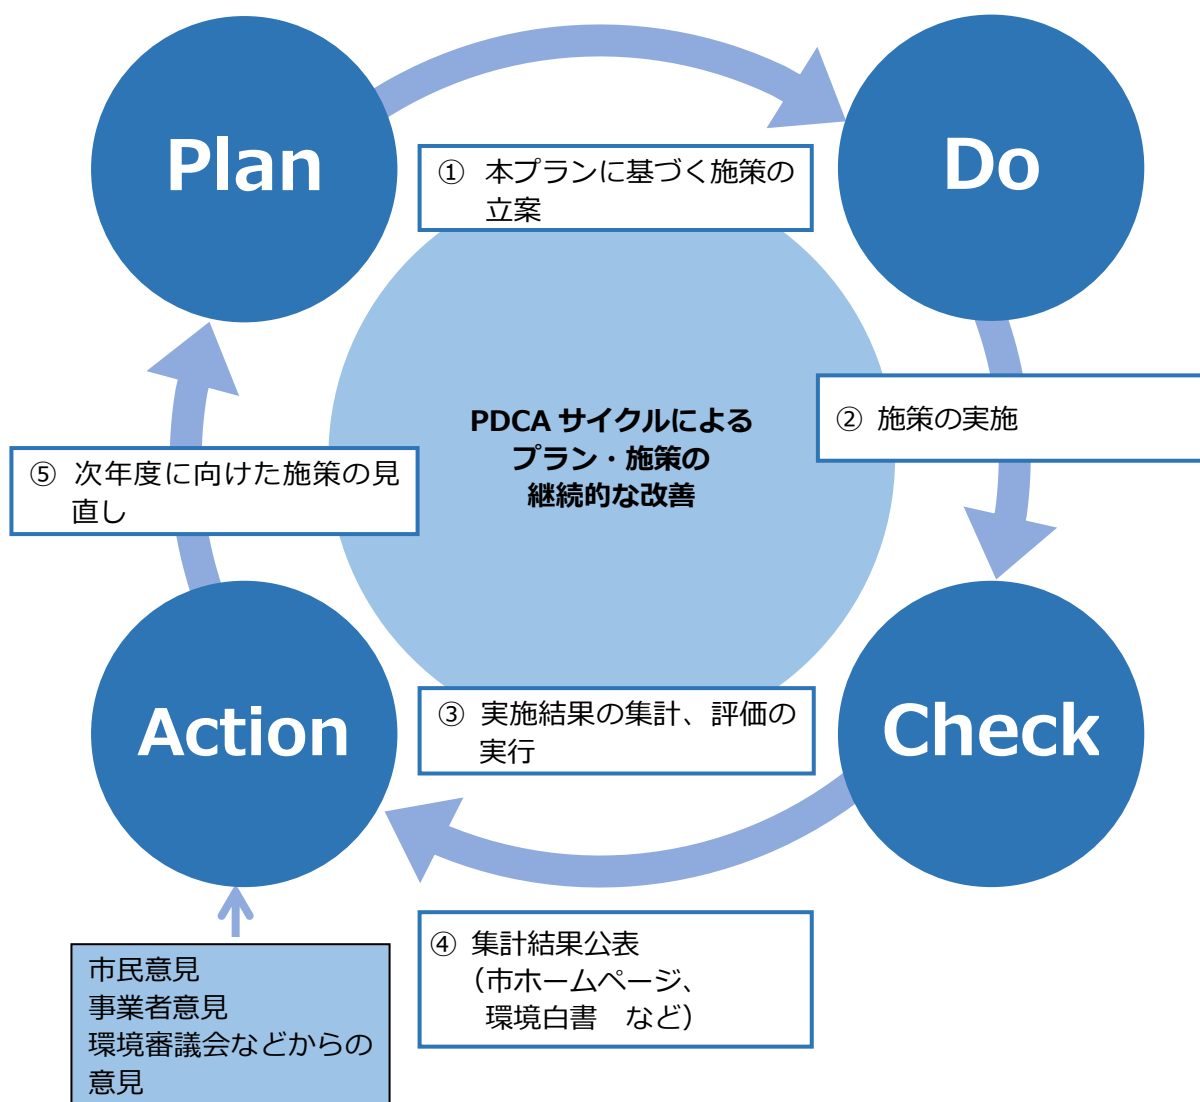 Plan
Do
① 本プランに基づく施策の
立案
PDCA サイクルによる
プラン・施策の
継続的な改善
② 施策の実施
⑤ 次年度に向けた施策の見
直し
Action
Check
③ 実施結果の集計、評価の
実行
④ 集計結果公表
（市ホームページ、
環境白書　など）
市民意見
事業者意見
環境審議会などからの
意見